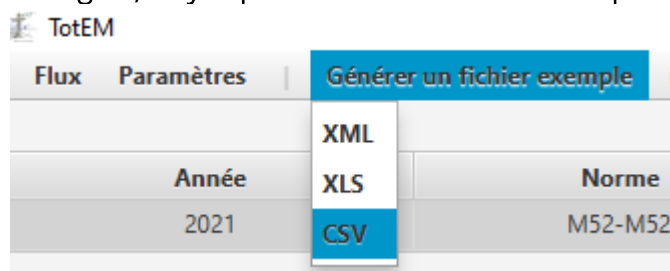 TotEM
Flux Paramètres | Générer un fichier exemple
XML
Année XLS Norme
2021 CSV M52-M52